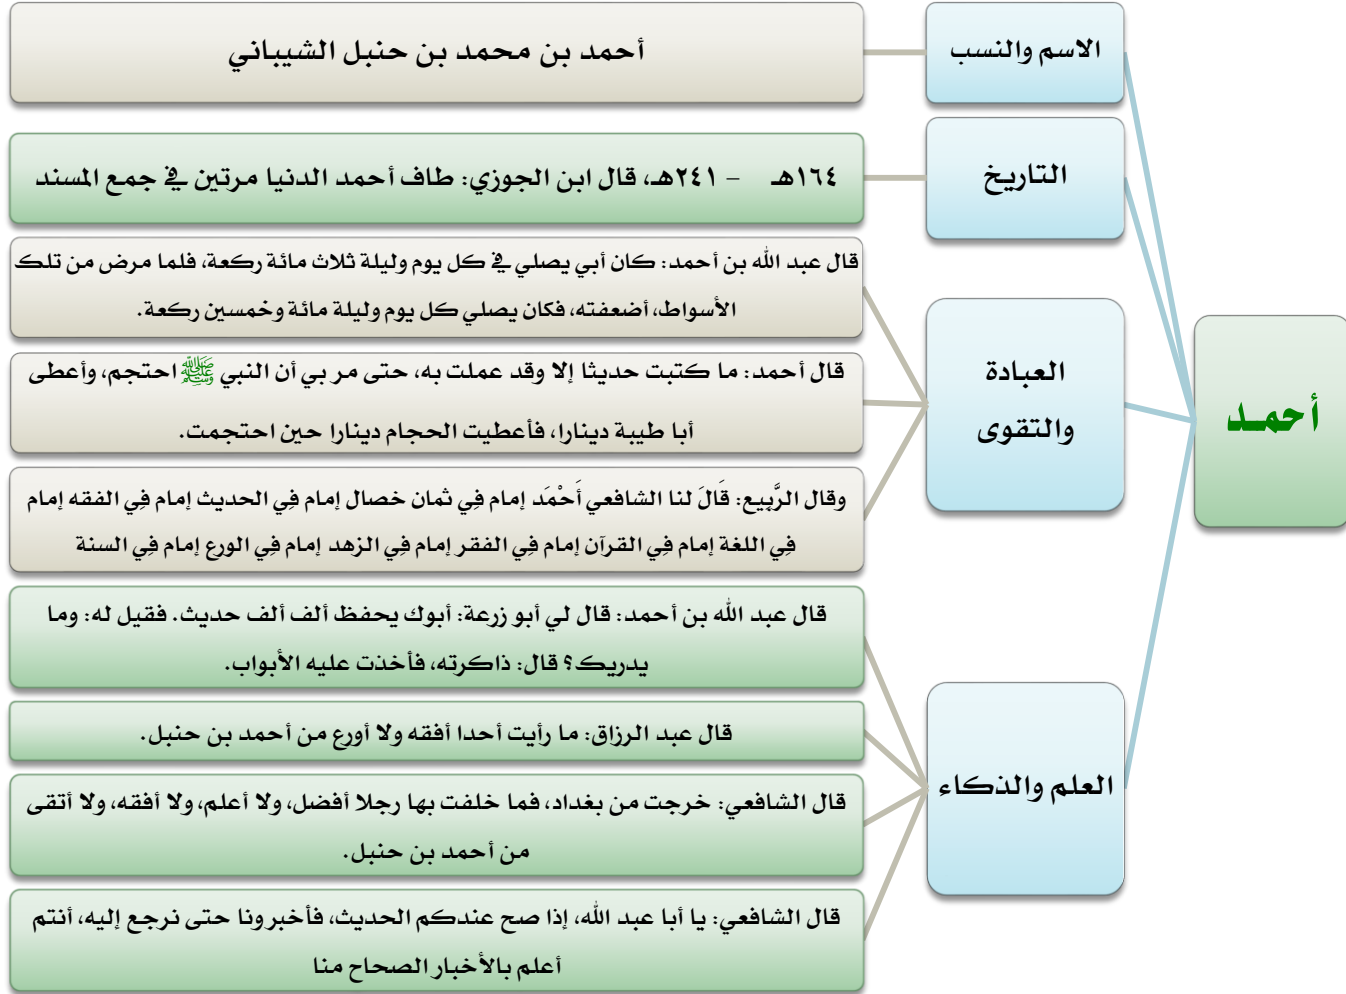 أحمـد
الاسم والنسب
أحمد بن محمد بن حنبل الشيباني
التاريخ
١٦٤هـ – ٢٤١هـ، قال ابن الجوزي: طاف أحمد الدنيا مرتين في جمع المسند
العبادة
والتقوى
قال عبد الله بن أحمد: كان أبي يصلي في كل يوم وليلة ثلاث مائة ركعة، فلما مرض من تلك
الأسواط، أضعفته، فكان يصلي كل يوم وليلة مائة وخمسين ركعة.
قال أحمد: ما كتبت حديثا إلا وقد عملت به، حتى مر بي أن النبي ﷺ احتجم، وأعطى
أبا طيبة دينارا، فأعطيت الحجام دينارا حين احتجمت.
وقال الرَّبِيع: قَالَ لنا الشافعي أَحْمَد إمام فِي ثمان خصال إمام فِي الحديث إمام فِي الفقه إمام
فِي اللغة إمام فِي القرآن إمام فِي الفقر إمام فِي الزهد إمام فِي الورع إمام فِي السنة
العلم والذكاء
قال عبد الله بن أحمد: قال لي أبو زرعة: أبوك يحفظ ألف ألف حديث. فقيل له: وما
يدريك؟ قال: ذاكرته، فأخذت عليه الأبواب.
قال عبد الرزاق: ما رأيت أحدا أفقه ولا أورع من أحمد بن حنبل.
قال الشافعي: خرجت من بغداد، فما خلفت بها رجلا أفضل، ولا أعلم، ولا أفقه، ولا أتقى
من أحمد بن حنبل.
قال الشافعي: يا أبا عبد الله، إذا صح عندكم الحديث، فأخبرونا حتى نرجع إليه، أنتم
أعلم بالأخبار الصحاح منا